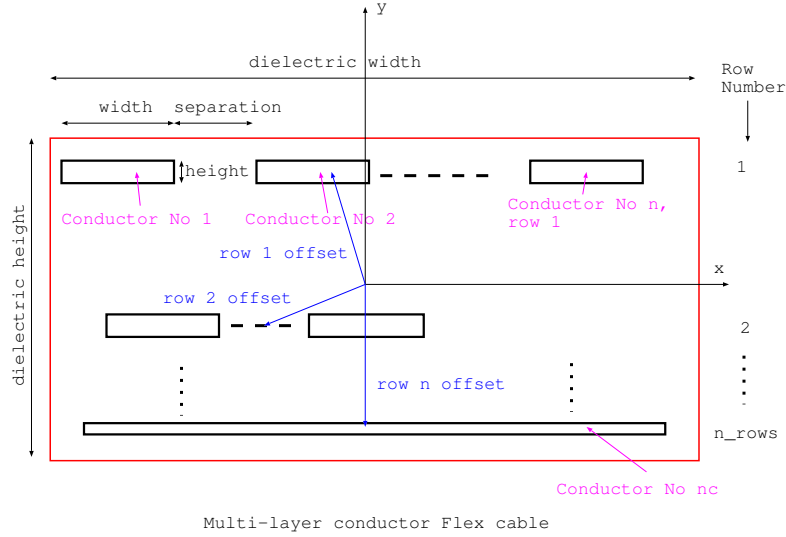 y
dielectric width
Row
Number
width
separation
height
1
Conductor No 1
Conductor No 2
Conductor No n,
row 1
row 1 offset
dielectric height
x
row 2 offset
2
row n offset
n_rows
Conductor No nc
Multi-layer conductor Flex cable